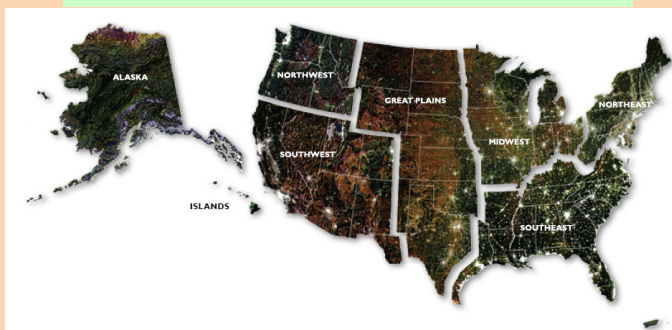 ALASKA
NORTHWEST
GREAT PLAINS
NORTHEAST
MIDWEST
SOUTHWEST
ISLANDS
SOUTHEAST